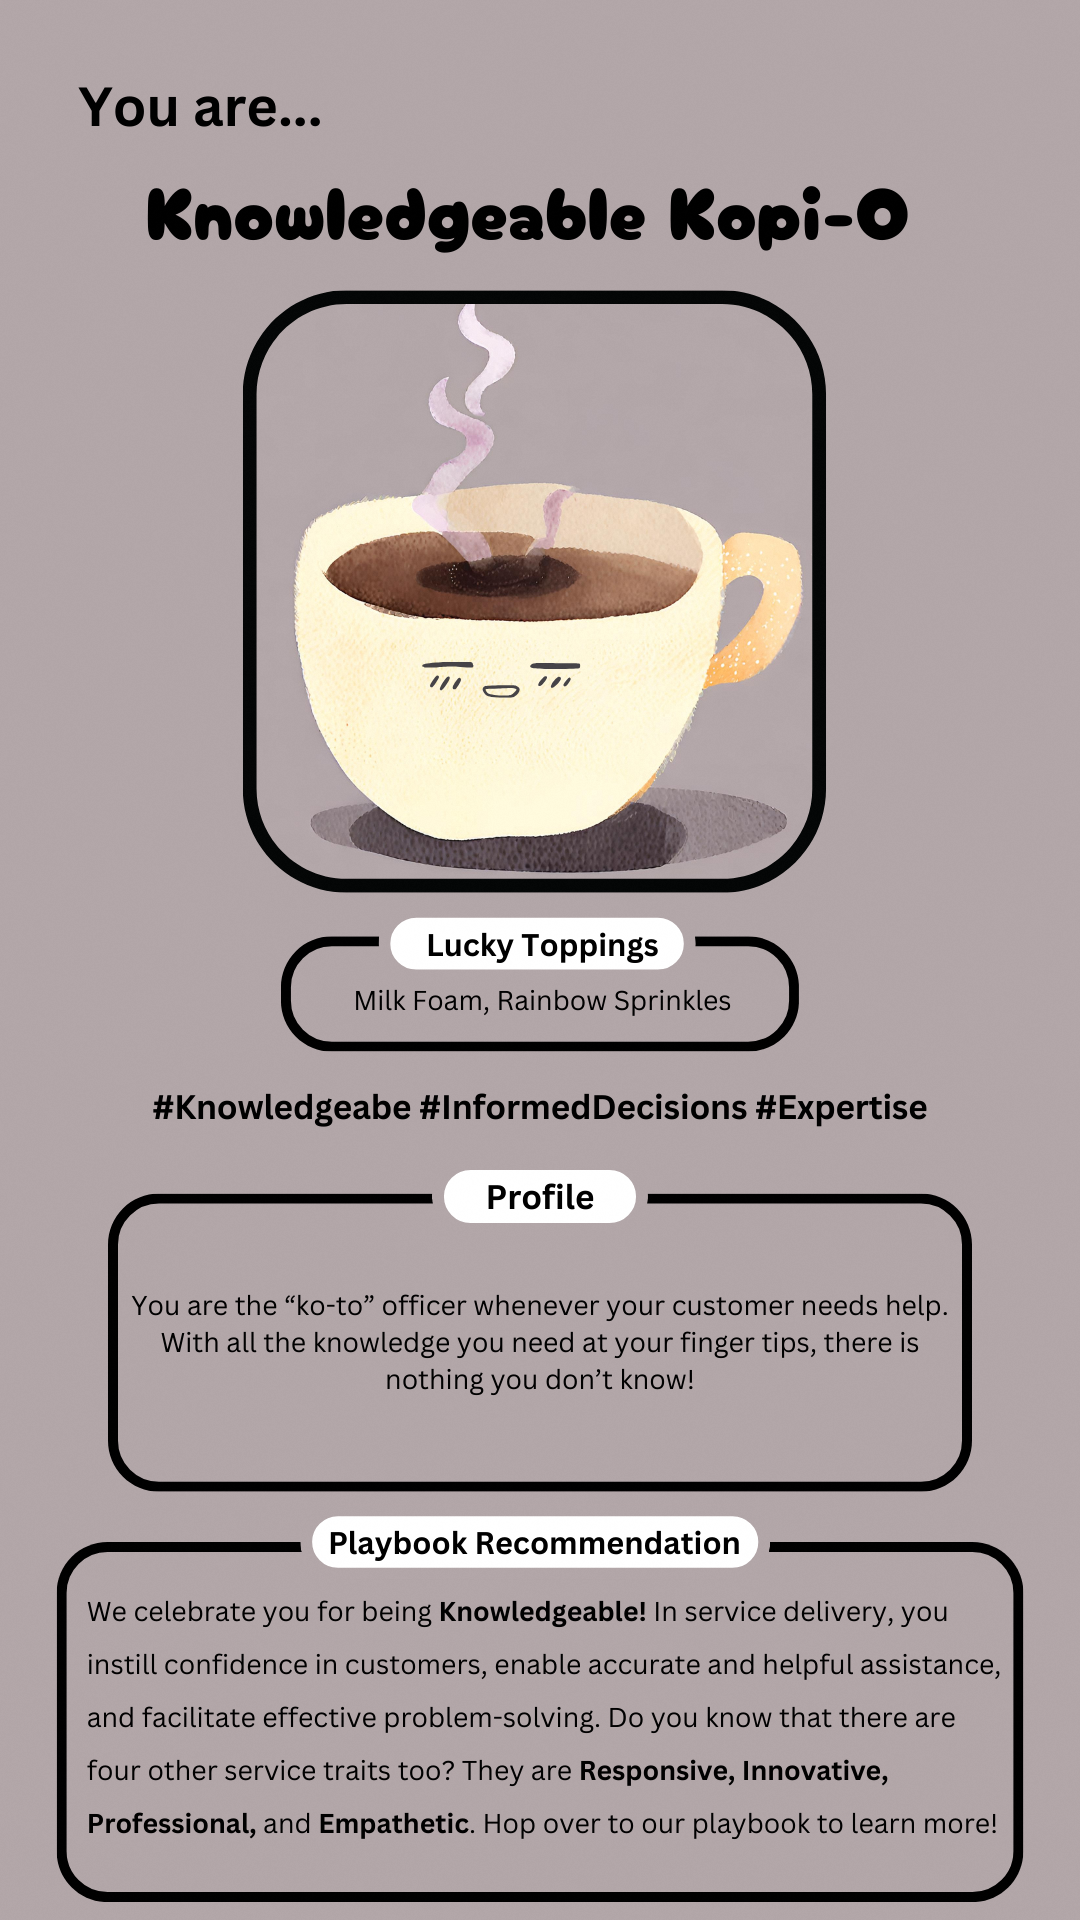 You are...
Knowledgeable Kopi-O
Lucky Toppings
Milk Foam, Rainbow Sprinkles
#Knowledgeabe #InformedDecisions #Expertise
Profile
You are the “ko-to” officer whenever your customer needs help.
With all the knowledge you need at your finger tips, there is
nothing you don’t know!
Playbook Recommendation
We celebrate you for being Knowledgeable! In service delivery, you
instill confidence in customers, enable accurate and helpful assistance,
and facilitate effective problem-solving. Do you know that there are
four other service traits too? They are Responsive, Innovative,
Professional, and Empathetic. Hop over to our playbook to learn more!